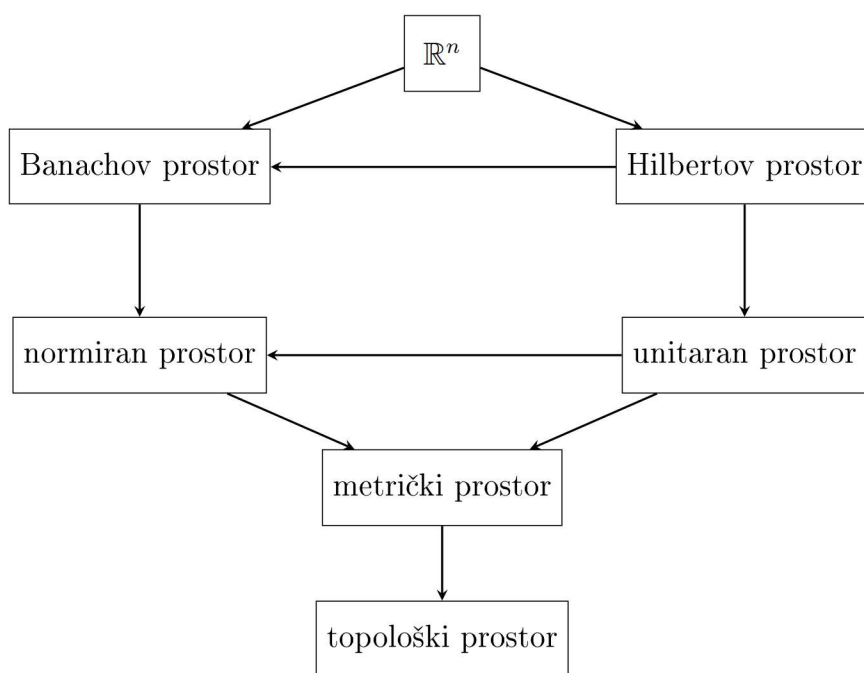 ℝⁿ
Banachov prostor
Hilbertov prostor
normiran prostor
unitaran prostor
metrički prostor
topološki prostor